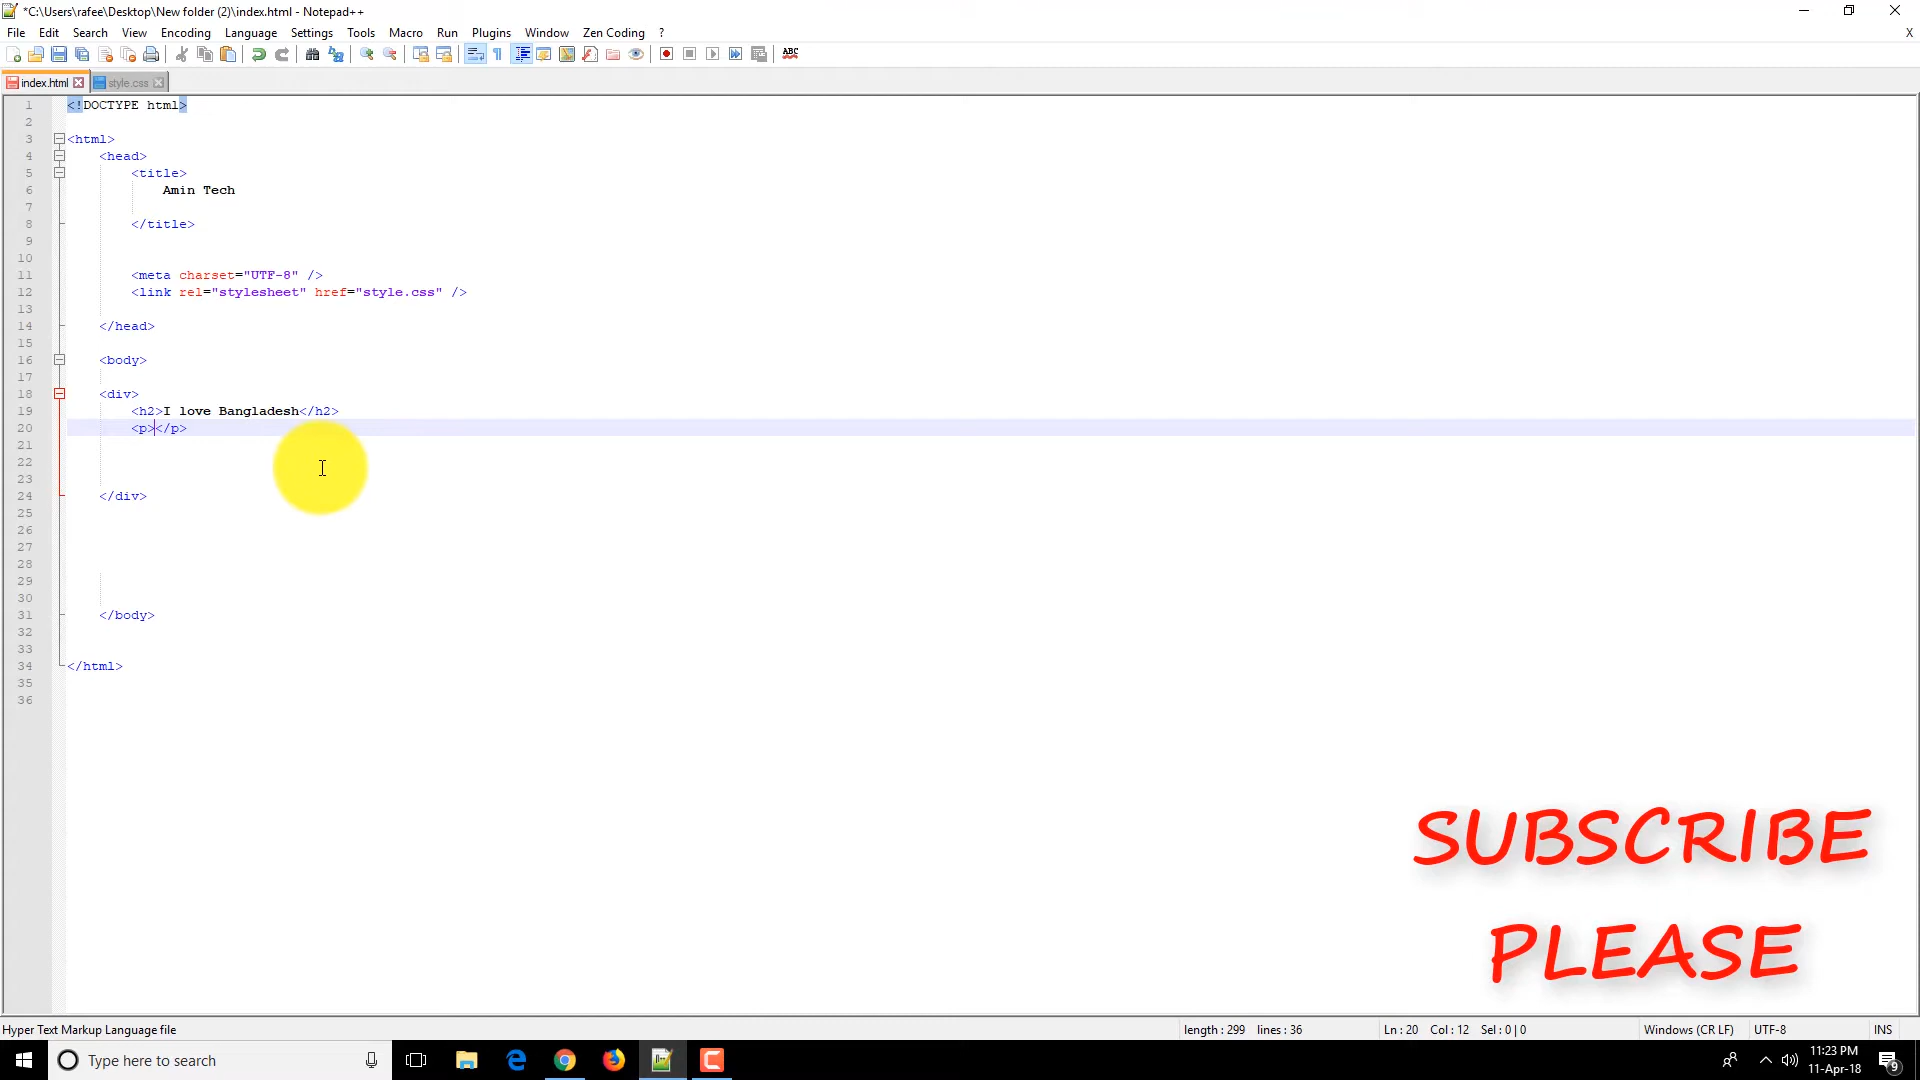 *C:\Users\rafee\Desktop\New folder (2)\index.html - Notepad++
File Edit Search View Encoding Language Settings Tools Macro Run Plugins Window Zen Coding ? X
ABC
index.html style.css
1 <!DOCTYPE html>
2
3 <html>
4 <head>
5 <title>
6 Amin Tech
7
8 </title>
9
10
11 <meta charset="UTF-8" />
12 <link rel="stylesheet" href="style.css" />
13
14 </head>
15
16 <body>
17
18 <div>
19 <h2>I love Bangladesh</h2>
20 <p></p>
21
22
23
24 </div>
25
26
27
28
29
30
31 </body>
32
33
34 </html>
35
36
SUBSCRIBE
PLEASE
Hyper Text Markup Language file length : 299 lines : 36 Ln : 20 Col : 12 Sel : 0 | 0 Windows (CR LF) UTF-8 INS
Type here to search 11:23 PM
11-Apr-18 9